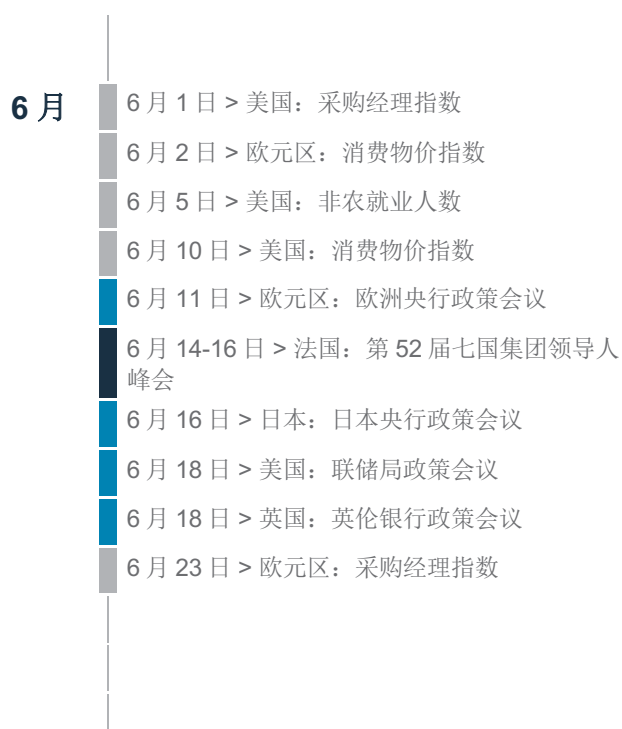 6 月
6 月 1 日 > 美国：采购经理指数
6 月 2 日 > 欧元区：消费物价指数
6 月 5 日 > 美国：非农就业人数
6 月 10 日 > 美国：消费物价指数
6 月 11 日 > 欧元区：欧洲央行政策会议
6 月 14-16 日 > 法国：第 52 届七国集团领导人
峰会
6 月 16 日 > 日本：日本央行政策会议
6 月 18 日 > 美国：联储局政策会议
6 月 18 日 > 英国：英伦银行政策会议
6 月 23 日 > 欧元区：采购经理指数